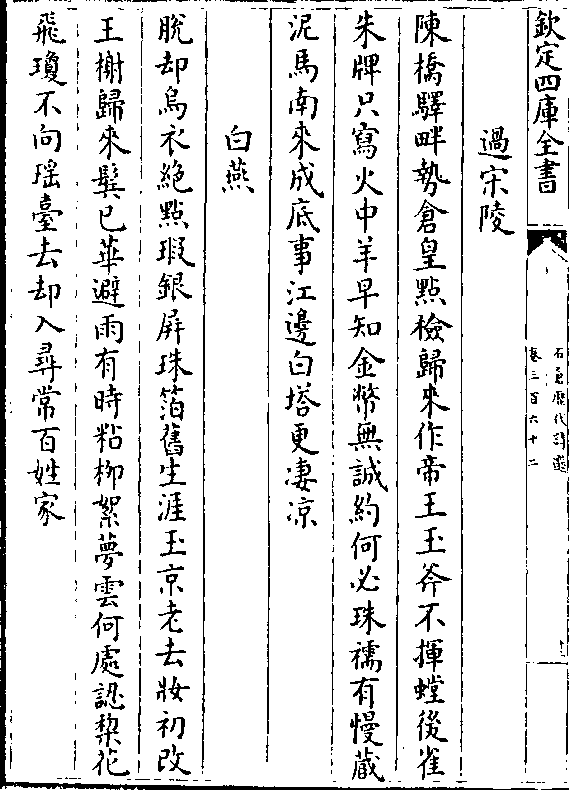 欽定四庫全書
石倉歷代詩選
卷三百六十二
過宋陵
陳橋驛畔勢倉皇點檢歸來作帝王玉斧不揮螳後雀
朱牌只寫火中羊早知金幣無誠約何必珠襦有慢藏
泥馬南來成底事江邊白塔更凄凉
白燕
脫却烏衣絶點瑕銀屏珠箔舊生涯玉京老去妝初改
王榭歸來鬂已華避雨有時粘柳絮夢雲何處認棃花
飛瓊不向瑶臺去却入尋常百姓家